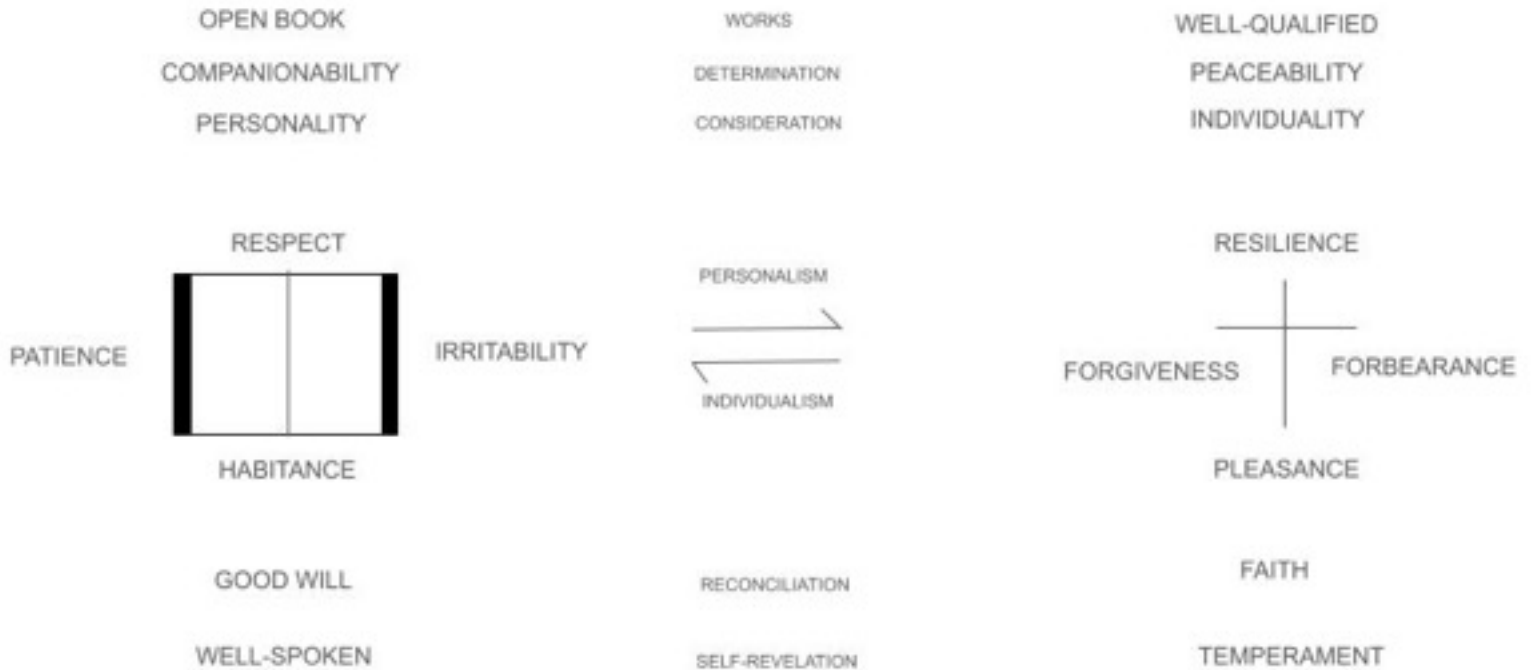 OPEN BOOK
WORKS
WELL-QUALIFIED
COMPANIONABILITY
DETERMINATION
PEACEABILITY
PERSONALITY
CONSIDERATION
INDIVIDUALITY
RESPECT
RESILIENCE
PERSONALISM
PATIENCE
IRRITABILITY
FORGIVENESS
FORBEARANCE
INDIVIDUALISM
HABITANCE
PLEASANCE
GOOD WILL
RECONCILIATION
FAITH
WELL-SPOKEN
SELF-REVELATION
TEMPERAMENT